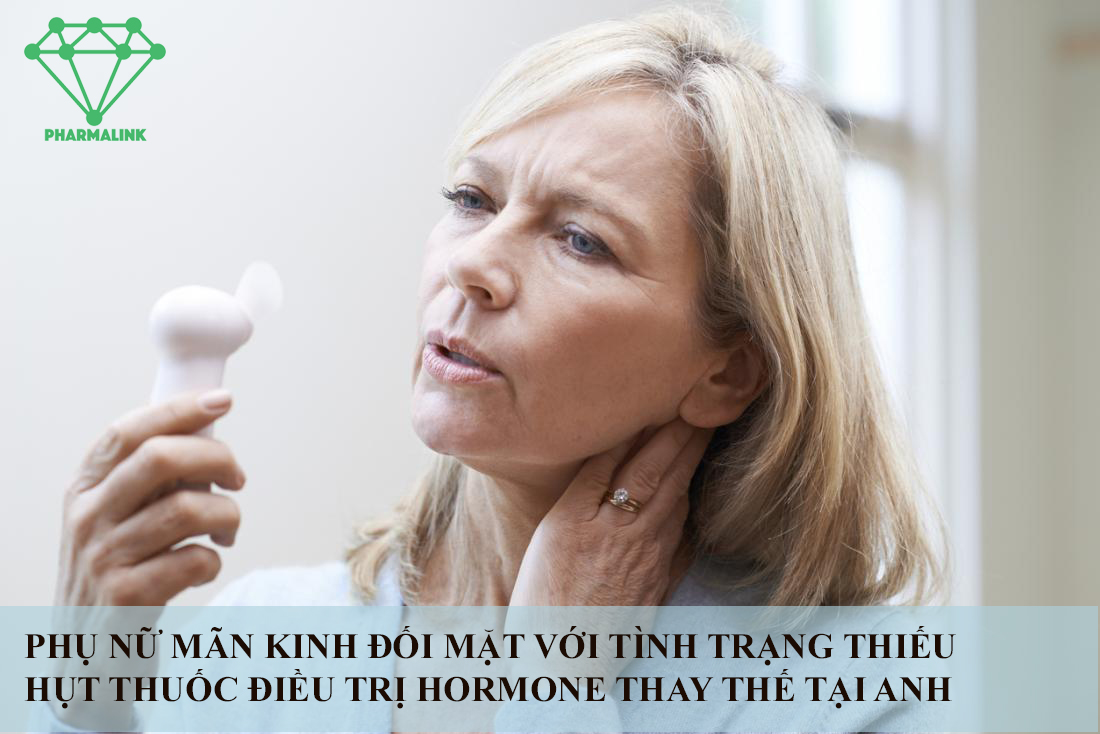 PHARMALINK
PHỤ NỮ MÃN KINH ĐỐI MẶT VỚI TÌNH TRẠNG THIẾU
HỤT THUỐC ĐIỀU TRỊ HORMONE THAY THẾ TẠI ANH